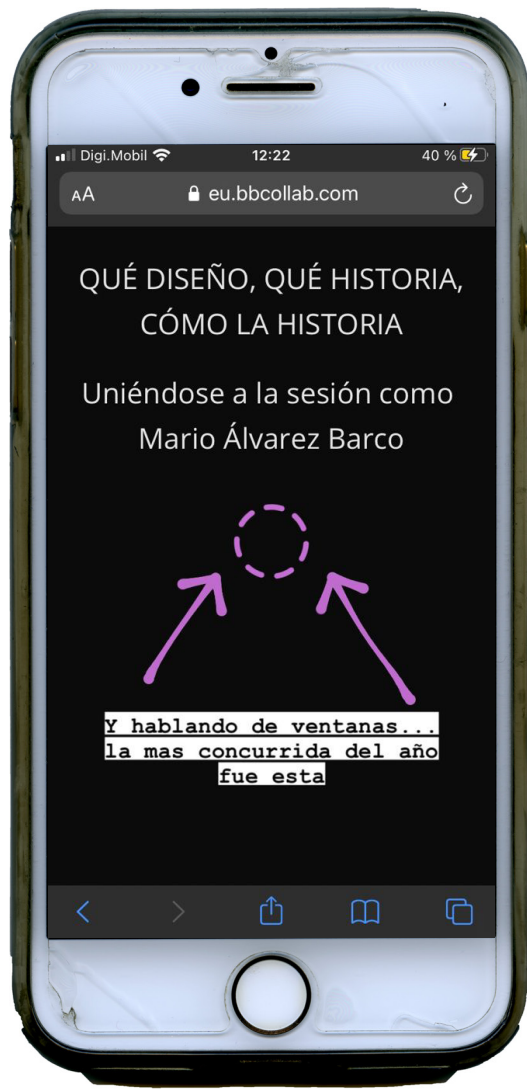 Digi.Mobil 12:22 40 %
AA eu.bbcollab.com
QUÉ DISEÑO, QUÉ HISTORIA,
CÓMO LA HISTORIA
Uniéndose a la sesión como
Mario Álvarez Barco
Y hablando de ventanas...
la mas concurrida del año
fue esta